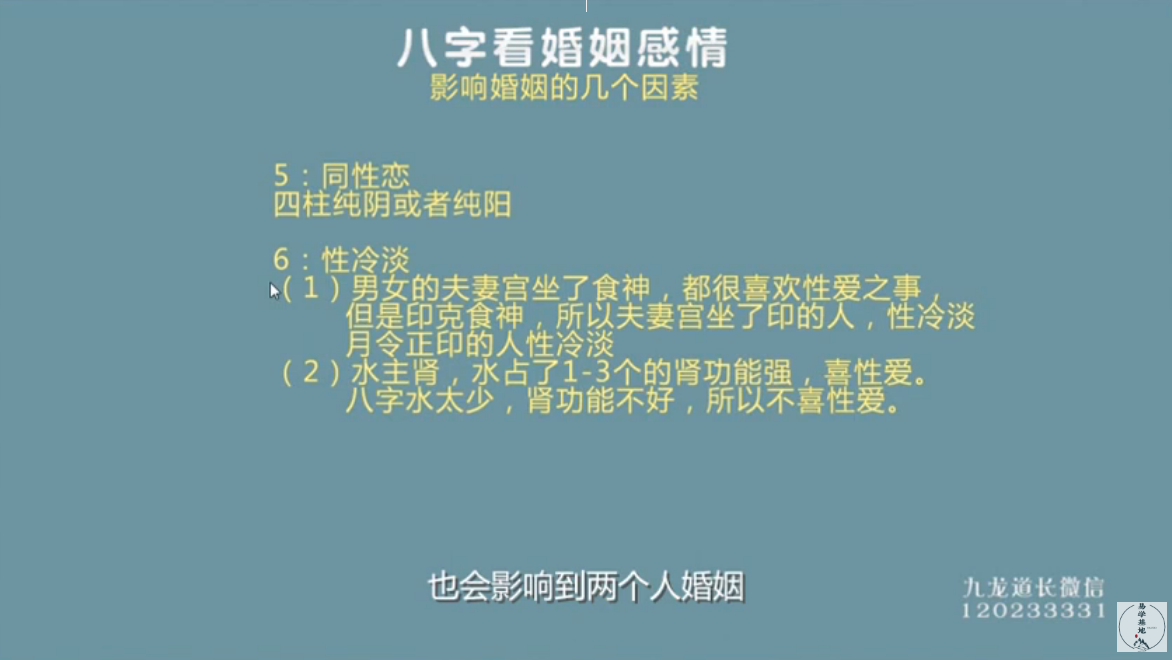 八字看婚姻感情
影响婚姻的几个因素
5：同性恋
四柱纯阴或者纯阳
6：性冷淡
（1）男女的夫妻宫坐了食神，都很喜欢性爱之事，
但是印克食神，所以夫妻宫坐了印的人，性冷淡
月令正印的人性冷淡
（2）水主肾，水占了1-3个的肾功能强，喜性爱。
八字水太少，肾功能不好，所以不喜性爱。
也会影响到两个人婚姻
九龙道长微信
120233331
易学基地